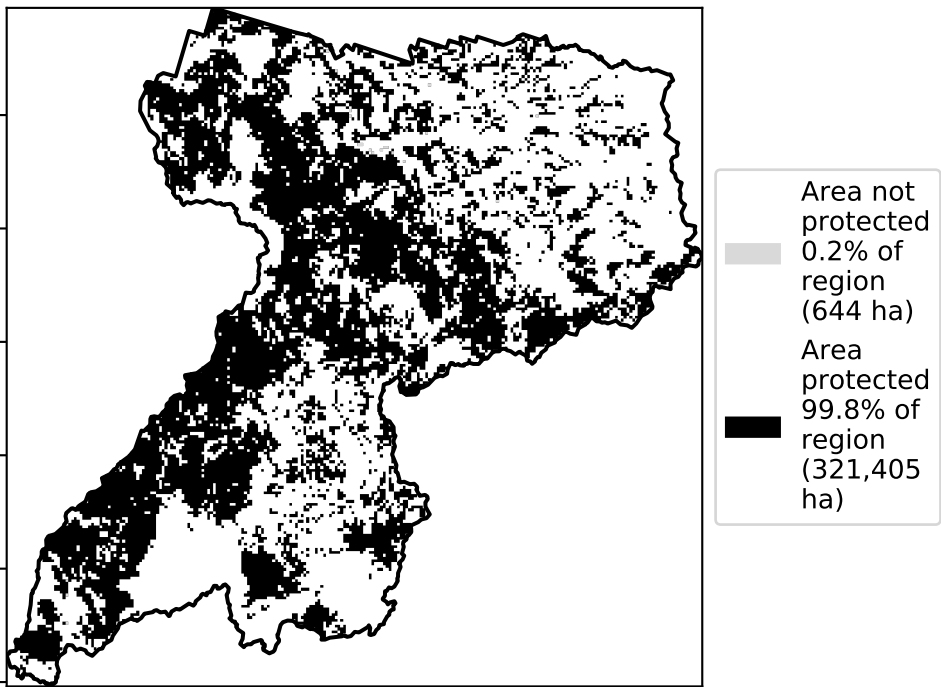 Area not
protected
0.2% of
region
(644 ha)
Area
protected
99.8% of
region
(321,405
ha)